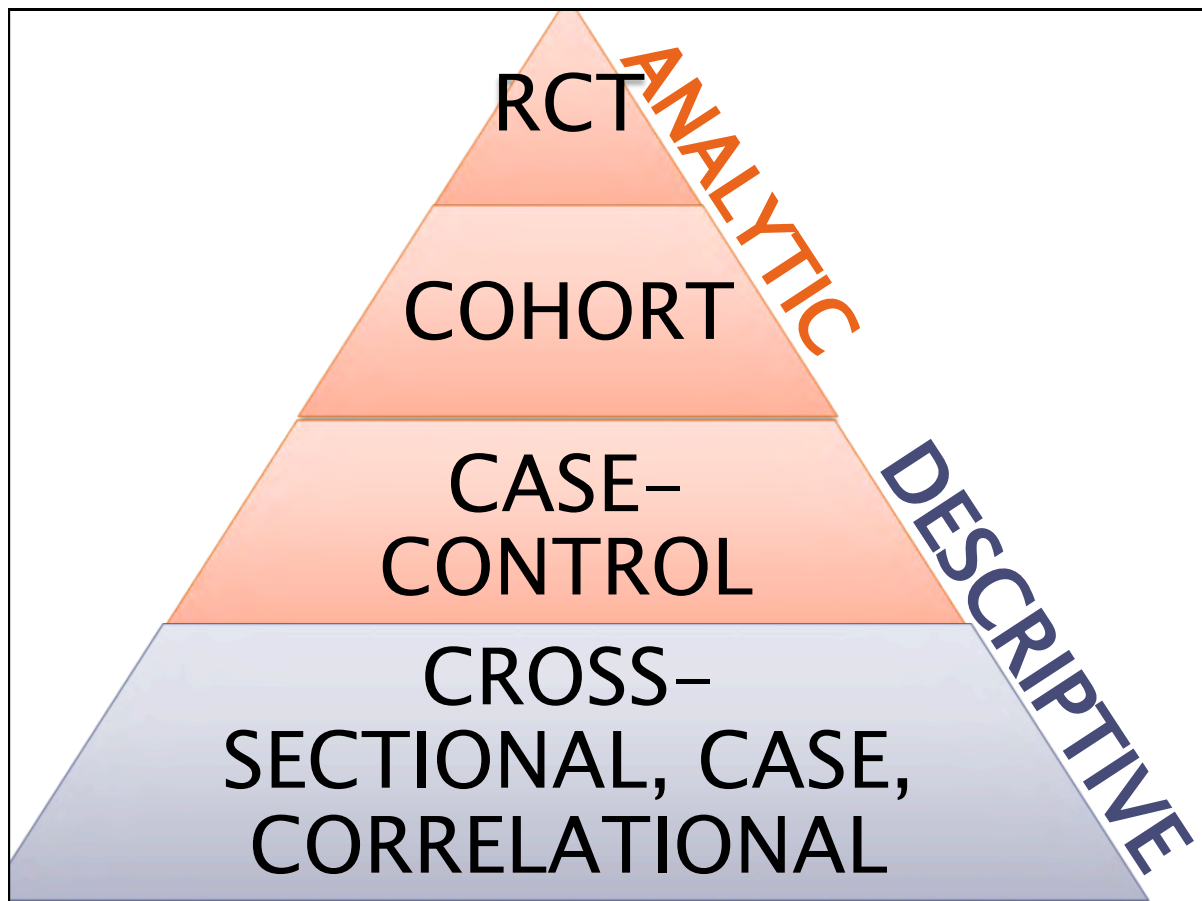 RCT
ANALYTIC
COHORT
CASE-
CONTROL
DESCRIPTIVE
CROSS-
SECTIONAL, CASE,
CORRELATIONAL